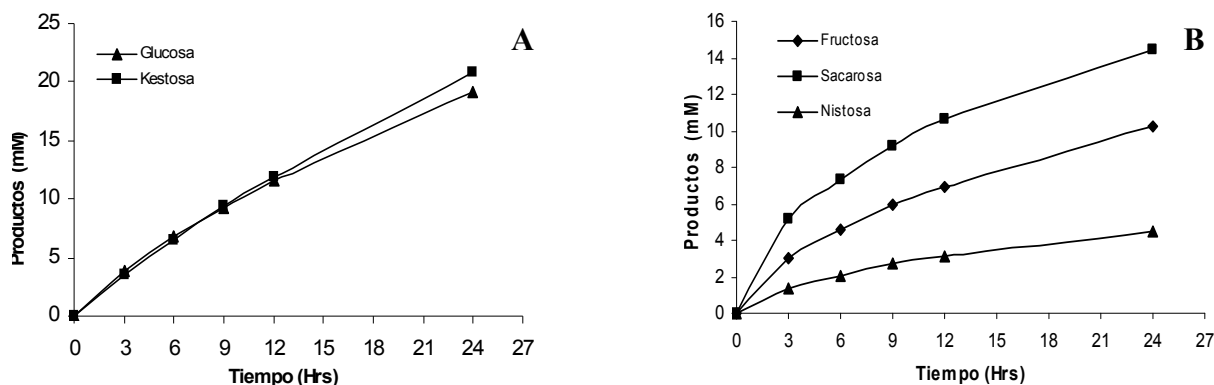 A
Glucosa
Kestosa
Productos (mM)
25
20
15
10
5
0
0 3 6 9 12 15 18 21 24 27
Tiempo (Hrs)
B
Fructosa
Sacarosa
Nistosa
Productos (mM)
16
14
12
10
8
6
4
2
0
0 3 6 9 12 15 18 21 24 27
Tiempo (Hrs)